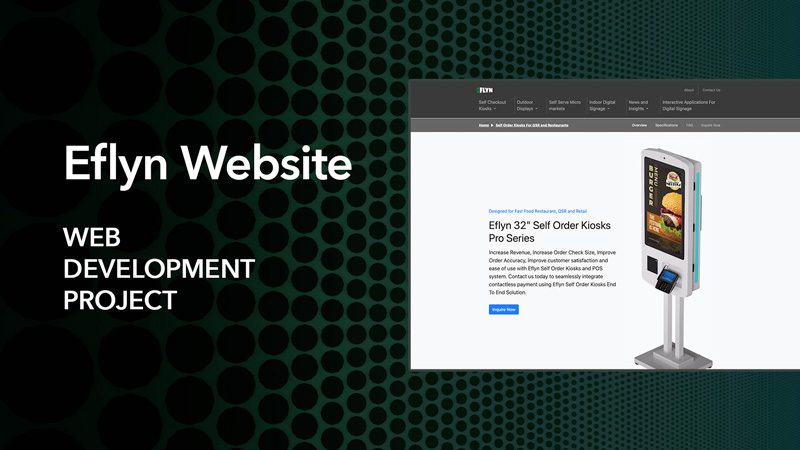 Eflyn Website
WEB
DEVELOPMENT
PROJECT
EFLYN
About
Contact Us
Self Checkout
Kiosks
Outdoor
Displays
Self Serve Micro
markets
Indoor Digital
Signage
News and
Insights
Interactive Applications For
Digital Signage
Home ► Self Order Kiosks For QSR and Restaurants
Overview
Specifications
FAQ
Inquire Now
Designed for Fast Food Restaurant, QSR and Retail
Eflyn 32" Self Order Kiosks
Pro Series
Increase Revenue, Increase Order Check Size, Improve
Order Accuracy, Improve customer satisfaction and
ease of use with Eflyn Self Order Kiosks and POS
system. Contact us today to seamlessly integrate
contactless payment using Eflyn Self Order Kiosks End
To End Solution.
Inquire Now
BURGER
MENU